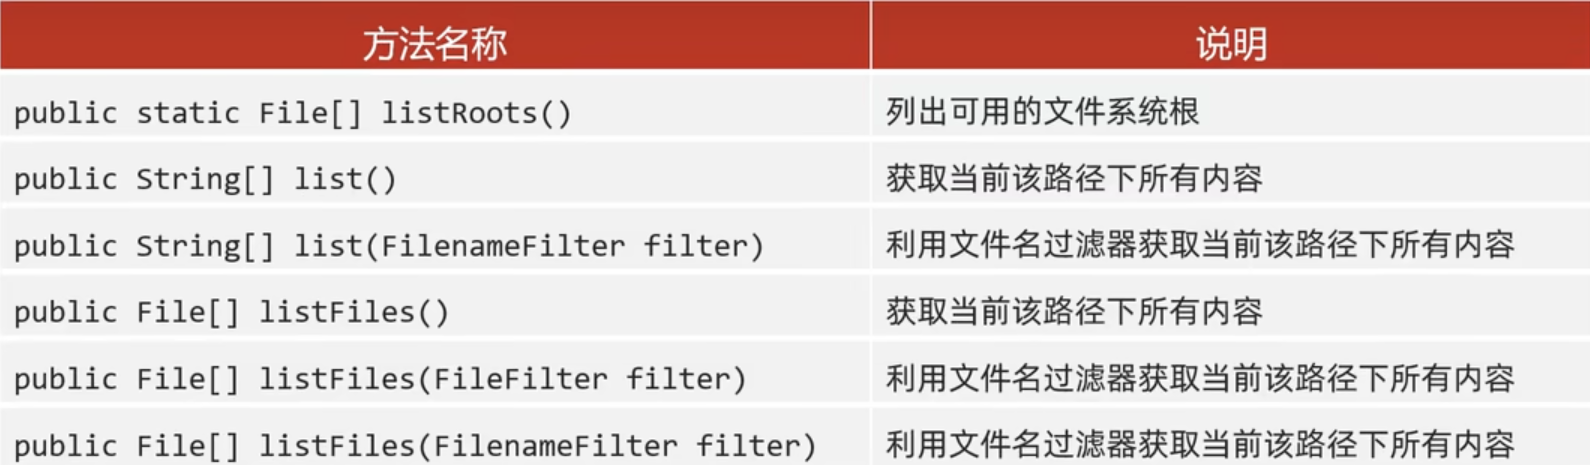 方法名称 说明
public static File[] listRoots() 列出可用的文件系统根
public String[] list() 获取当前该路径下所有内容
public String[] list(FilenameFilter filter) 利用文件名过滤器获取当前该路径下所有内容
public File[] listFiles() 获取当前该路径下所有内容
public File[] listFiles(FileFilter filter) 利用文件名过滤器获取当前该路径下所有内容
public File[] listFiles(FilenameFilter filter) 利用文件名过滤器获取当前该路径下所有内容